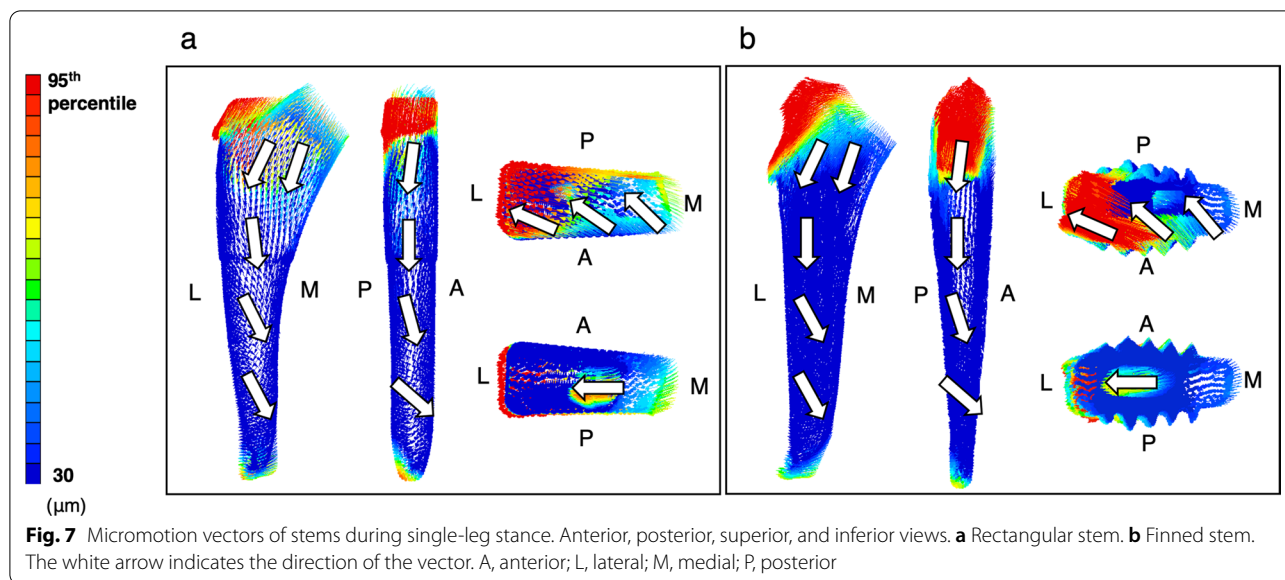 a
b
95th
percentile
30
(µm)
L
M
P
A
P
L
M
A
A
L
M
P
L
M
P
A
P
L
M
A
A
L
M
P
Fig. 7 Micromotion vectors of stems during single-leg stance. Anterior, posterior, superior, and inferior views. a Rectangular stem. b Finned stem.
The white arrow indicates the direction of the vector. A, anterior; L, lateral; M, medial; P, posterior